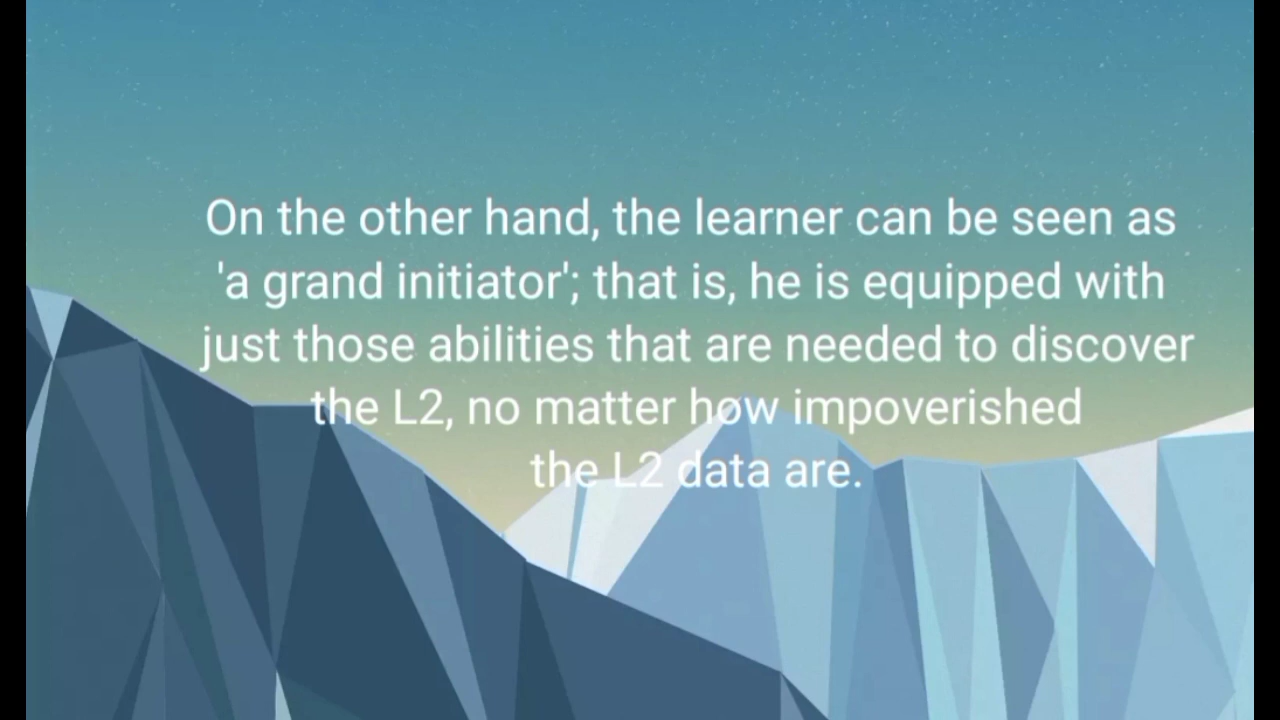 On the other hand, the learner can be seen as
'a grand initiator'; that is, he is equipped with
just those abilities that are needed to discover
the L2, no matter how impoverished
the L2 data are.